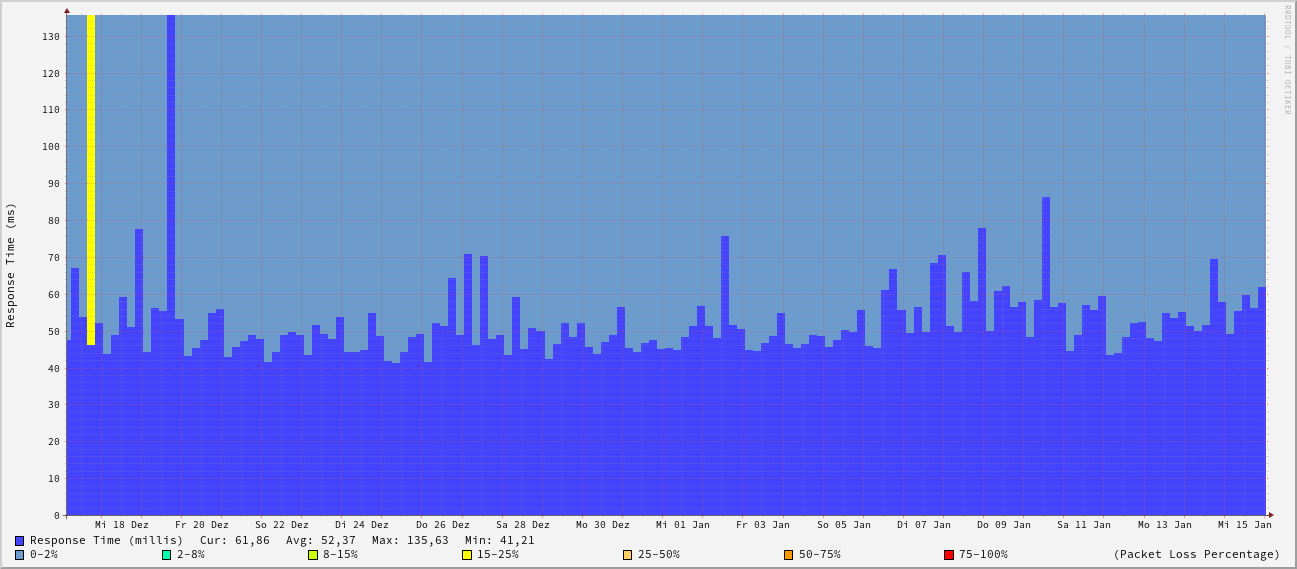 RRDTOOL / TOBI OETIKER
Response Time (ms)
130
120
110
100
90
80
70
60
50
40
30
20
10
0
Mi 18 Dez Fr 20 Dez So 22 Dez Di 24 Dez Do 26 Dez Sa 28 Dez Mo 30 Dez Mi 01 Jan Fr 03 Jan So 05 Jan Di 07 Jan Do 09 Jan Sa 11 Jan Mo 13 Jan Mi 15 Jan
Response Time (millis) Cur: 61,86 Avg: 52,37 Max: 135,63 Min: 41,21
0-2% 2-8% 8-15% 15-25% 25-50% 50-75% 75-100% (Packet Loss Percentage)